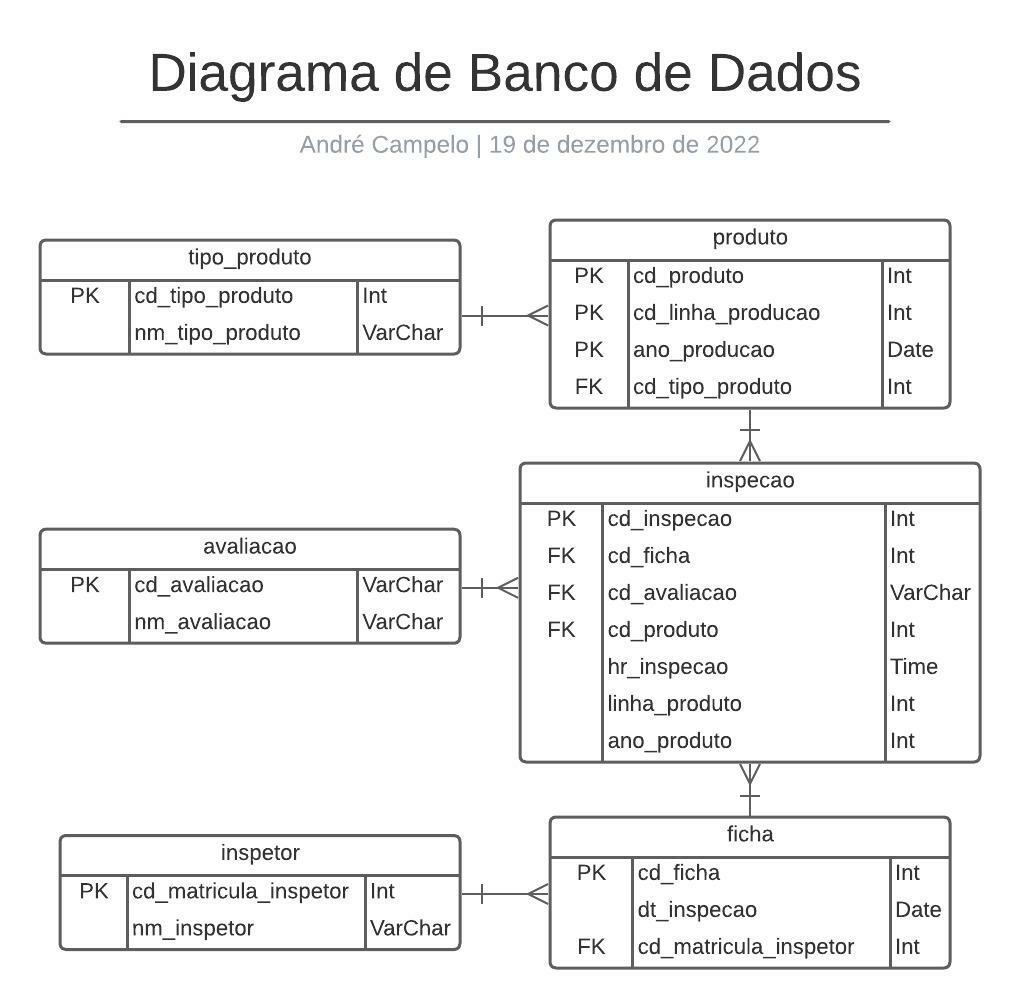 Diagrama de Banco de Dados
André Campelo | 19 de dezembro de 2022
tipo_produto
PK cd_tipo_produto Int
nm_tipo_produto VarChar
produto
PK cd_produto Int
PK cd_linha_producao Int
PK ano_producao Date
FK cd_tipo_produto Int
avaliacao
PK cd_avaliacao VarChar
nm_avaliacao VarChar
inspecao
PK cd_inspecao Int
FK cd_ficha Int
FK cd_avaliacao VarChar
FK cd_produto Int
hr_inspecao Time
linha_produto Int
ano_produto Int
inspetor
PK cd_matricula_inspetor Int
nm_inspetor VarChar
ficha
PK cd_ficha Int
dt_inspecao Date
FK cd_matricula_inspetor Int